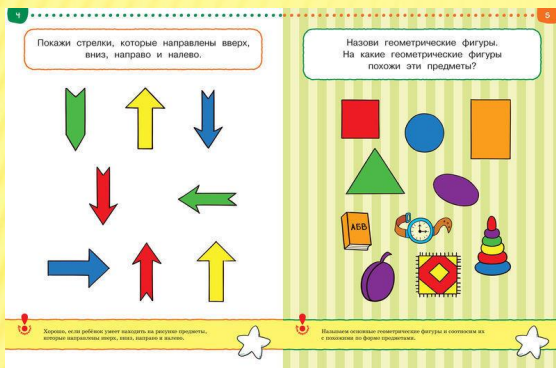 4
Покажи стрелки, которые направлены вверх,
вниз, направо и налево.
Хорошо, если ребёнок умеет находить на рисунке предметы,
которые направлены вверх, вниз, направо и налево.
5
Назови геометрические фигуры.
На какие геометрические фигуры
похожи эти предметы?
АБВ
Называем основные геометрические фигуры и соотносим их
с похожими по форме предметами.